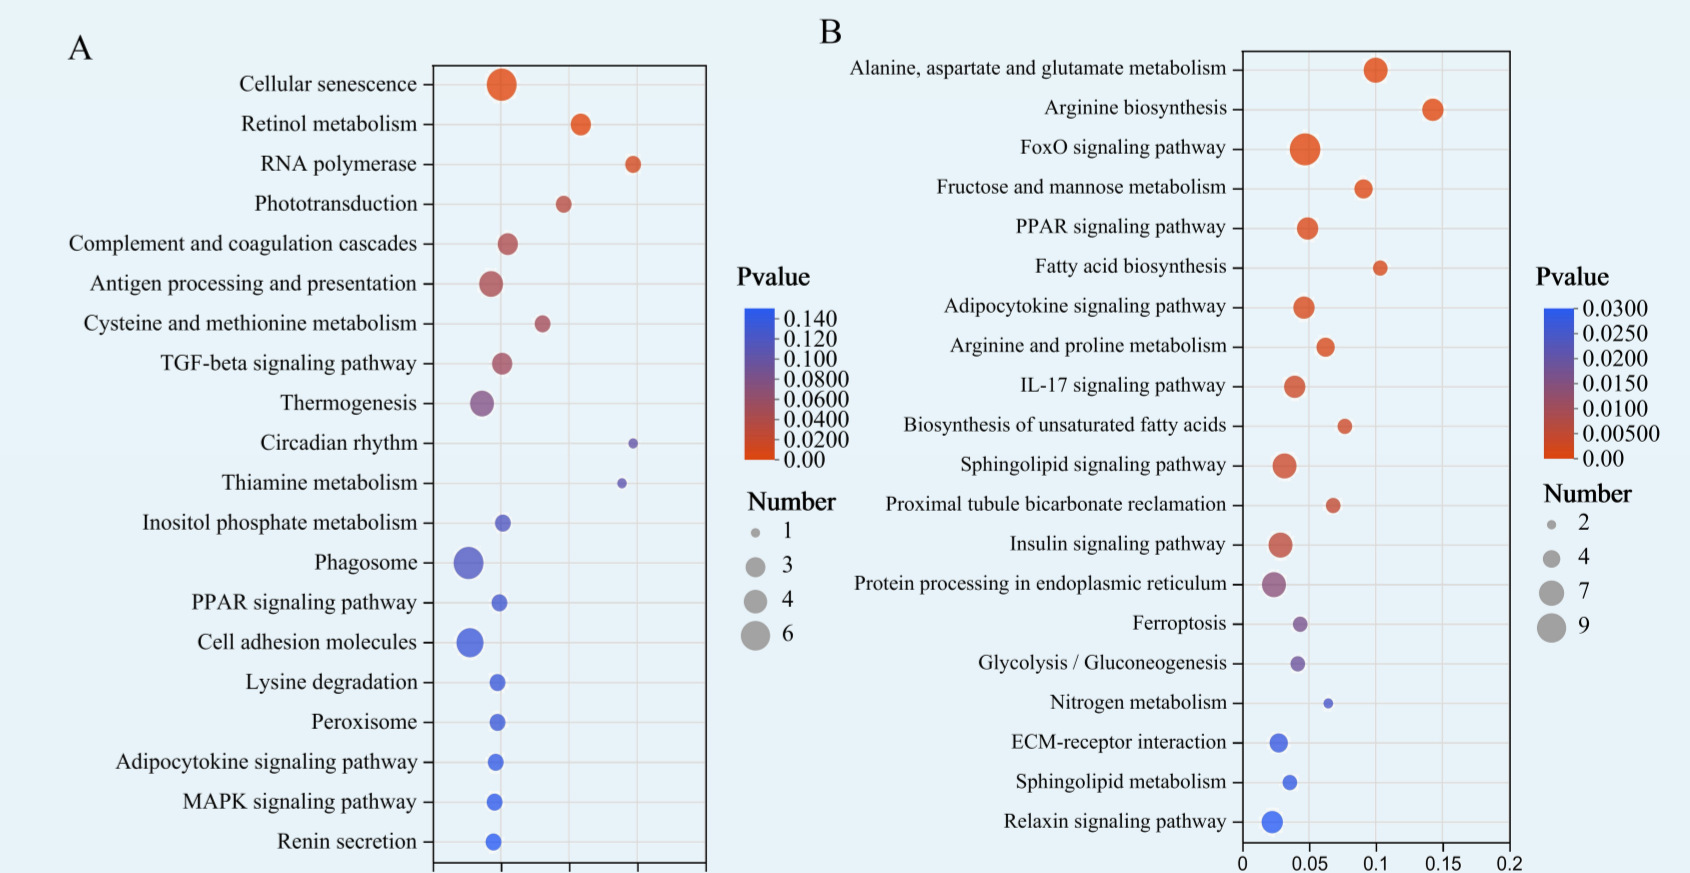 A
Cellular senescence
Retinol metabolism
RNA polymerase
Phototransduction
Complement and coagulation cascades
Antigen processing and presentation
Cysteine and methionine metabolism
TGF-beta signaling pathway
Thermogenesis
Circadian rhythm
Thiamine metabolism
Inositol phosphate metabolism
Phagosome
PPAR signaling pathway
Cell adhesion molecules
Lysine degradation
Peroxisome
Adipocytokine signaling pathway
MAPK signaling pathway
Renin secretion
Pvalue
0.140
0.120
0.100
0.0800
0.0600
0.0400
0.0200
0.00
Number
1
3
4
6
B
Alanine, aspartate and glutamate metabolism
Arginine biosynthesis
FoxO signaling pathway
Fructose and mannose metabolism
PPAR signaling pathway
Fatty acid biosynthesis
Adipocytokine signaling pathway
Arginine and proline metabolism
IL-17 signaling pathway
Biosynthesis of unsaturated fatty acids
Sphingolipid signaling pathway
Proximal tubule bicarbonate reclamation
Insulin signaling pathway
Protein processing in endoplasmic reticulum
Ferroptosis
Glycolysis / Gluconeogenesis
Nitrogen metabolism
ECM-receptor interaction
Sphingolipid metabolism
Relaxin signaling pathway
0 0.05 0.1 0.15 0.2
Pvalue
0.0300
0.0250
0.0200
0.0150
0.0100
0.00500
0.00
Number
2
4
7
9